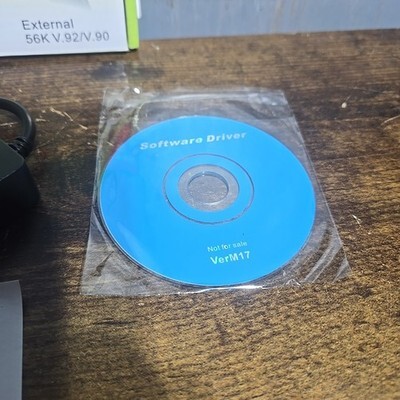 External
56K V.92/V.90
Software Driver
Not for sale
VerM17